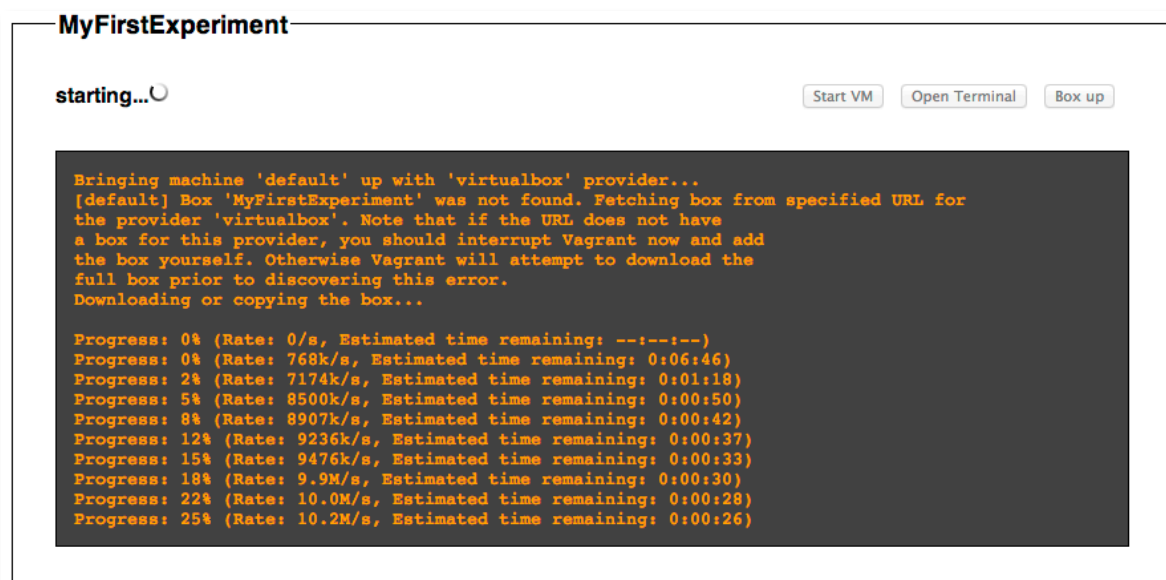 MyFirstExperiment
starting...
Start VM
Open Terminal
Box up
Bringing machine 'default' up with 'virtualbox' provider...
[default] Box 'MyFirstExperiment' was not found. Fetching box from specified URL for
the provider 'virtualbox'. Note that if the URL does not have
a box for this provider, you should interrupt Vagrant now and add
the box yourself. Otherwise Vagrant will attempt to download the
full box prior to discovering this error.
Downloading or copying the box...
Progress: 0% (Rate: 0/s, Estimated time remaining: --:--:--)
Progress: 0% (Rate: 768k/s, Estimated time remaining: 0:06:46)
Progress: 2% (Rate: 7174k/s, Estimated time remaining: 0:01:18)
Progress: 5% (Rate: 8500k/s, Estimated time remaining: 0:00:50)
Progress: 8% (Rate: 8907k/s, Estimated time remaining: 0:00:42)
Progress: 12% (Rate: 9236k/s, Estimated time remaining: 0:00:37)
Progress: 15% (Rate: 9476k/s, Estimated time remaining: 0:00:33)
Progress: 18% (Rate: 9.9M/s, Estimated time remaining: 0:00:30)
Progress: 22% (Rate: 10.0M/s, Estimated time remaining: 0:00:28)
Progress: 25% (Rate: 10.2M/s, Estimated time remaining: 0:00:26)